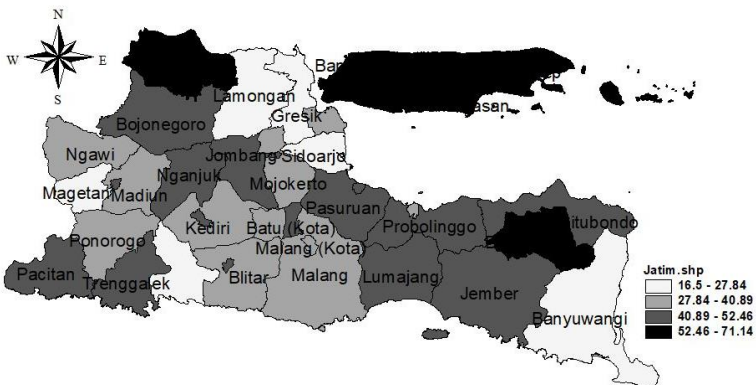 N
W E
S
Lamongan
Gresik
Bojonegoro
Ngawi
Nganjuk
Jombang
Sidoarjo
Magetan
Madiun
Mojokerto
Pasuruan
Probolinggo
Ponorogo
Kediri
Batu (Kota)
Malang (Kota)
Pacitan
Trenggalek
Blitar
Malang
Lumajang
Jember
Banyuwangi
Jatim.shp
16.5 - 27.84
27.84 - 40.89
40.89 - 52.46
52.46 - 71.14